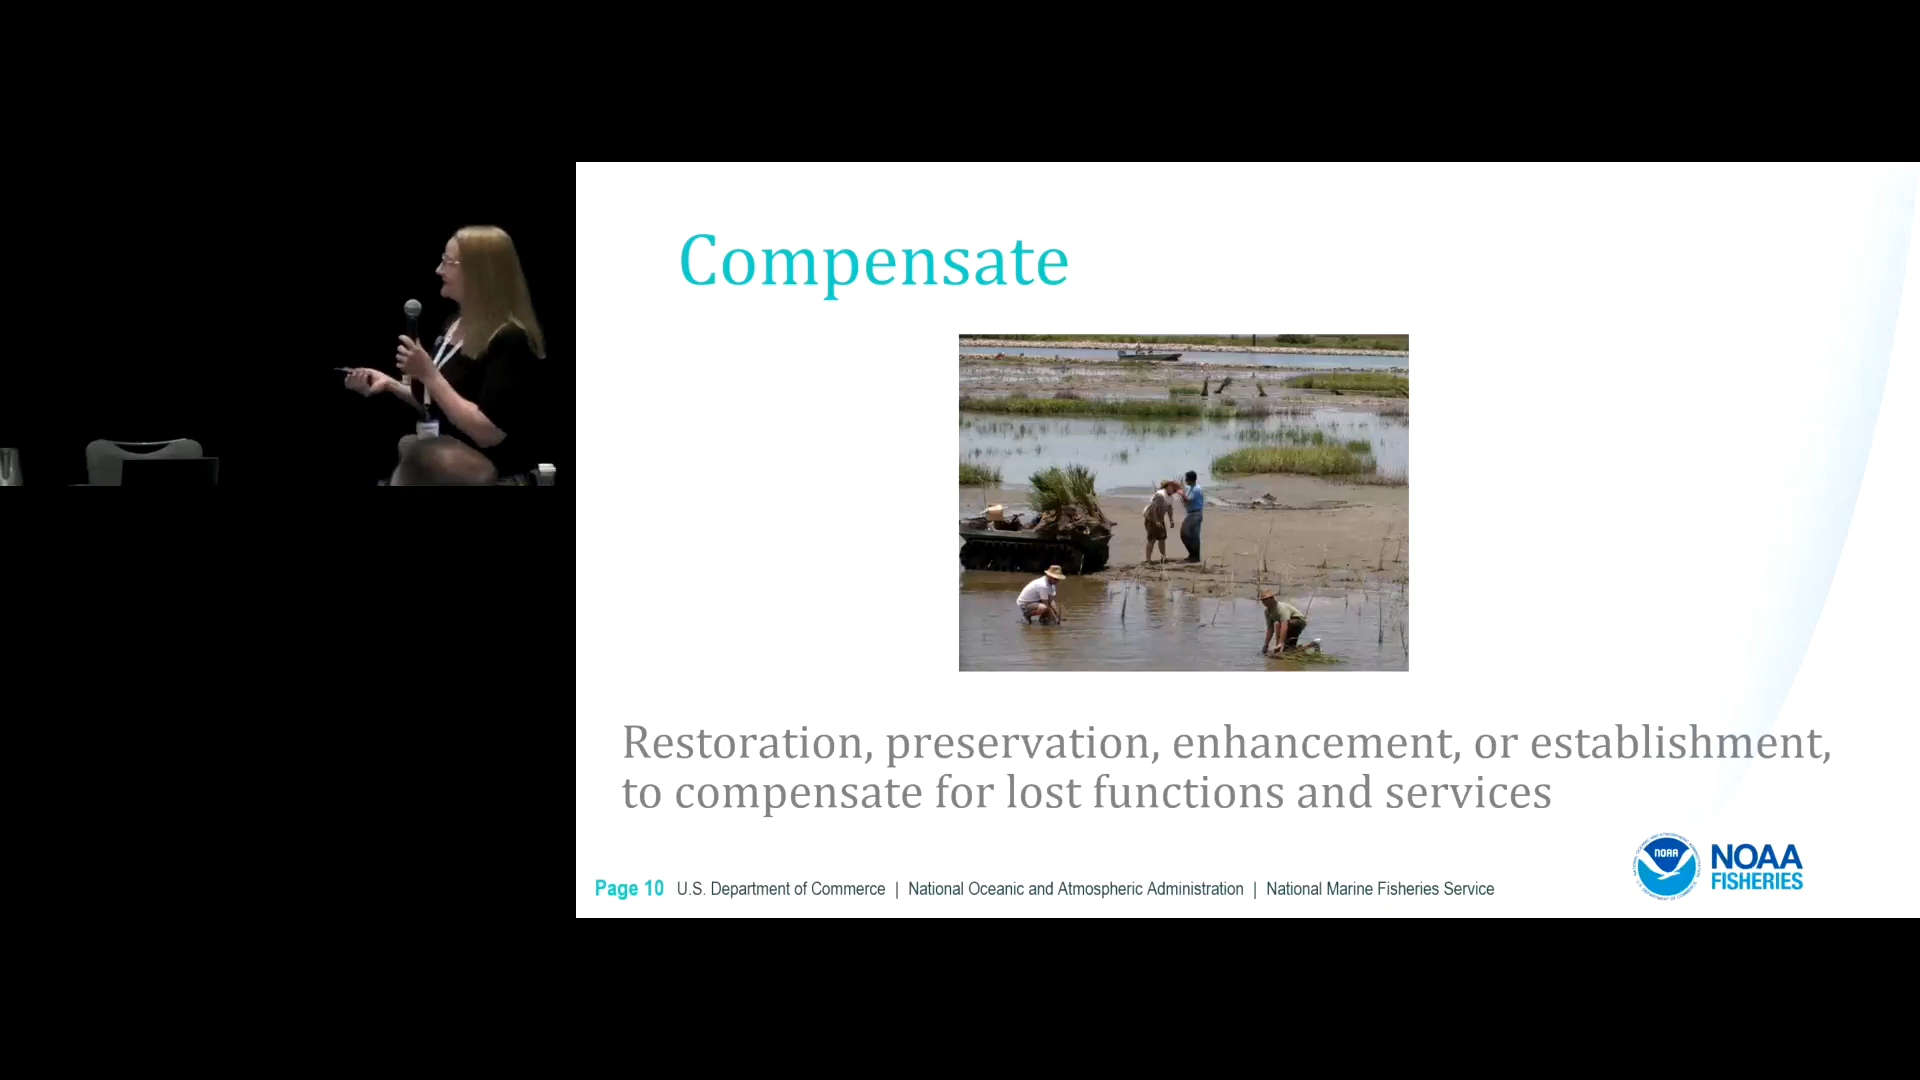 Compensate
Restoration, preservation, enhancement, or establishment,
to compensate for lost functions and services
NOAA
NOAA
FISHERIES
Page 10 U.S. Department of Commerce | National Oceanic and Atmospheric Administration | National Marine Fisheries Service